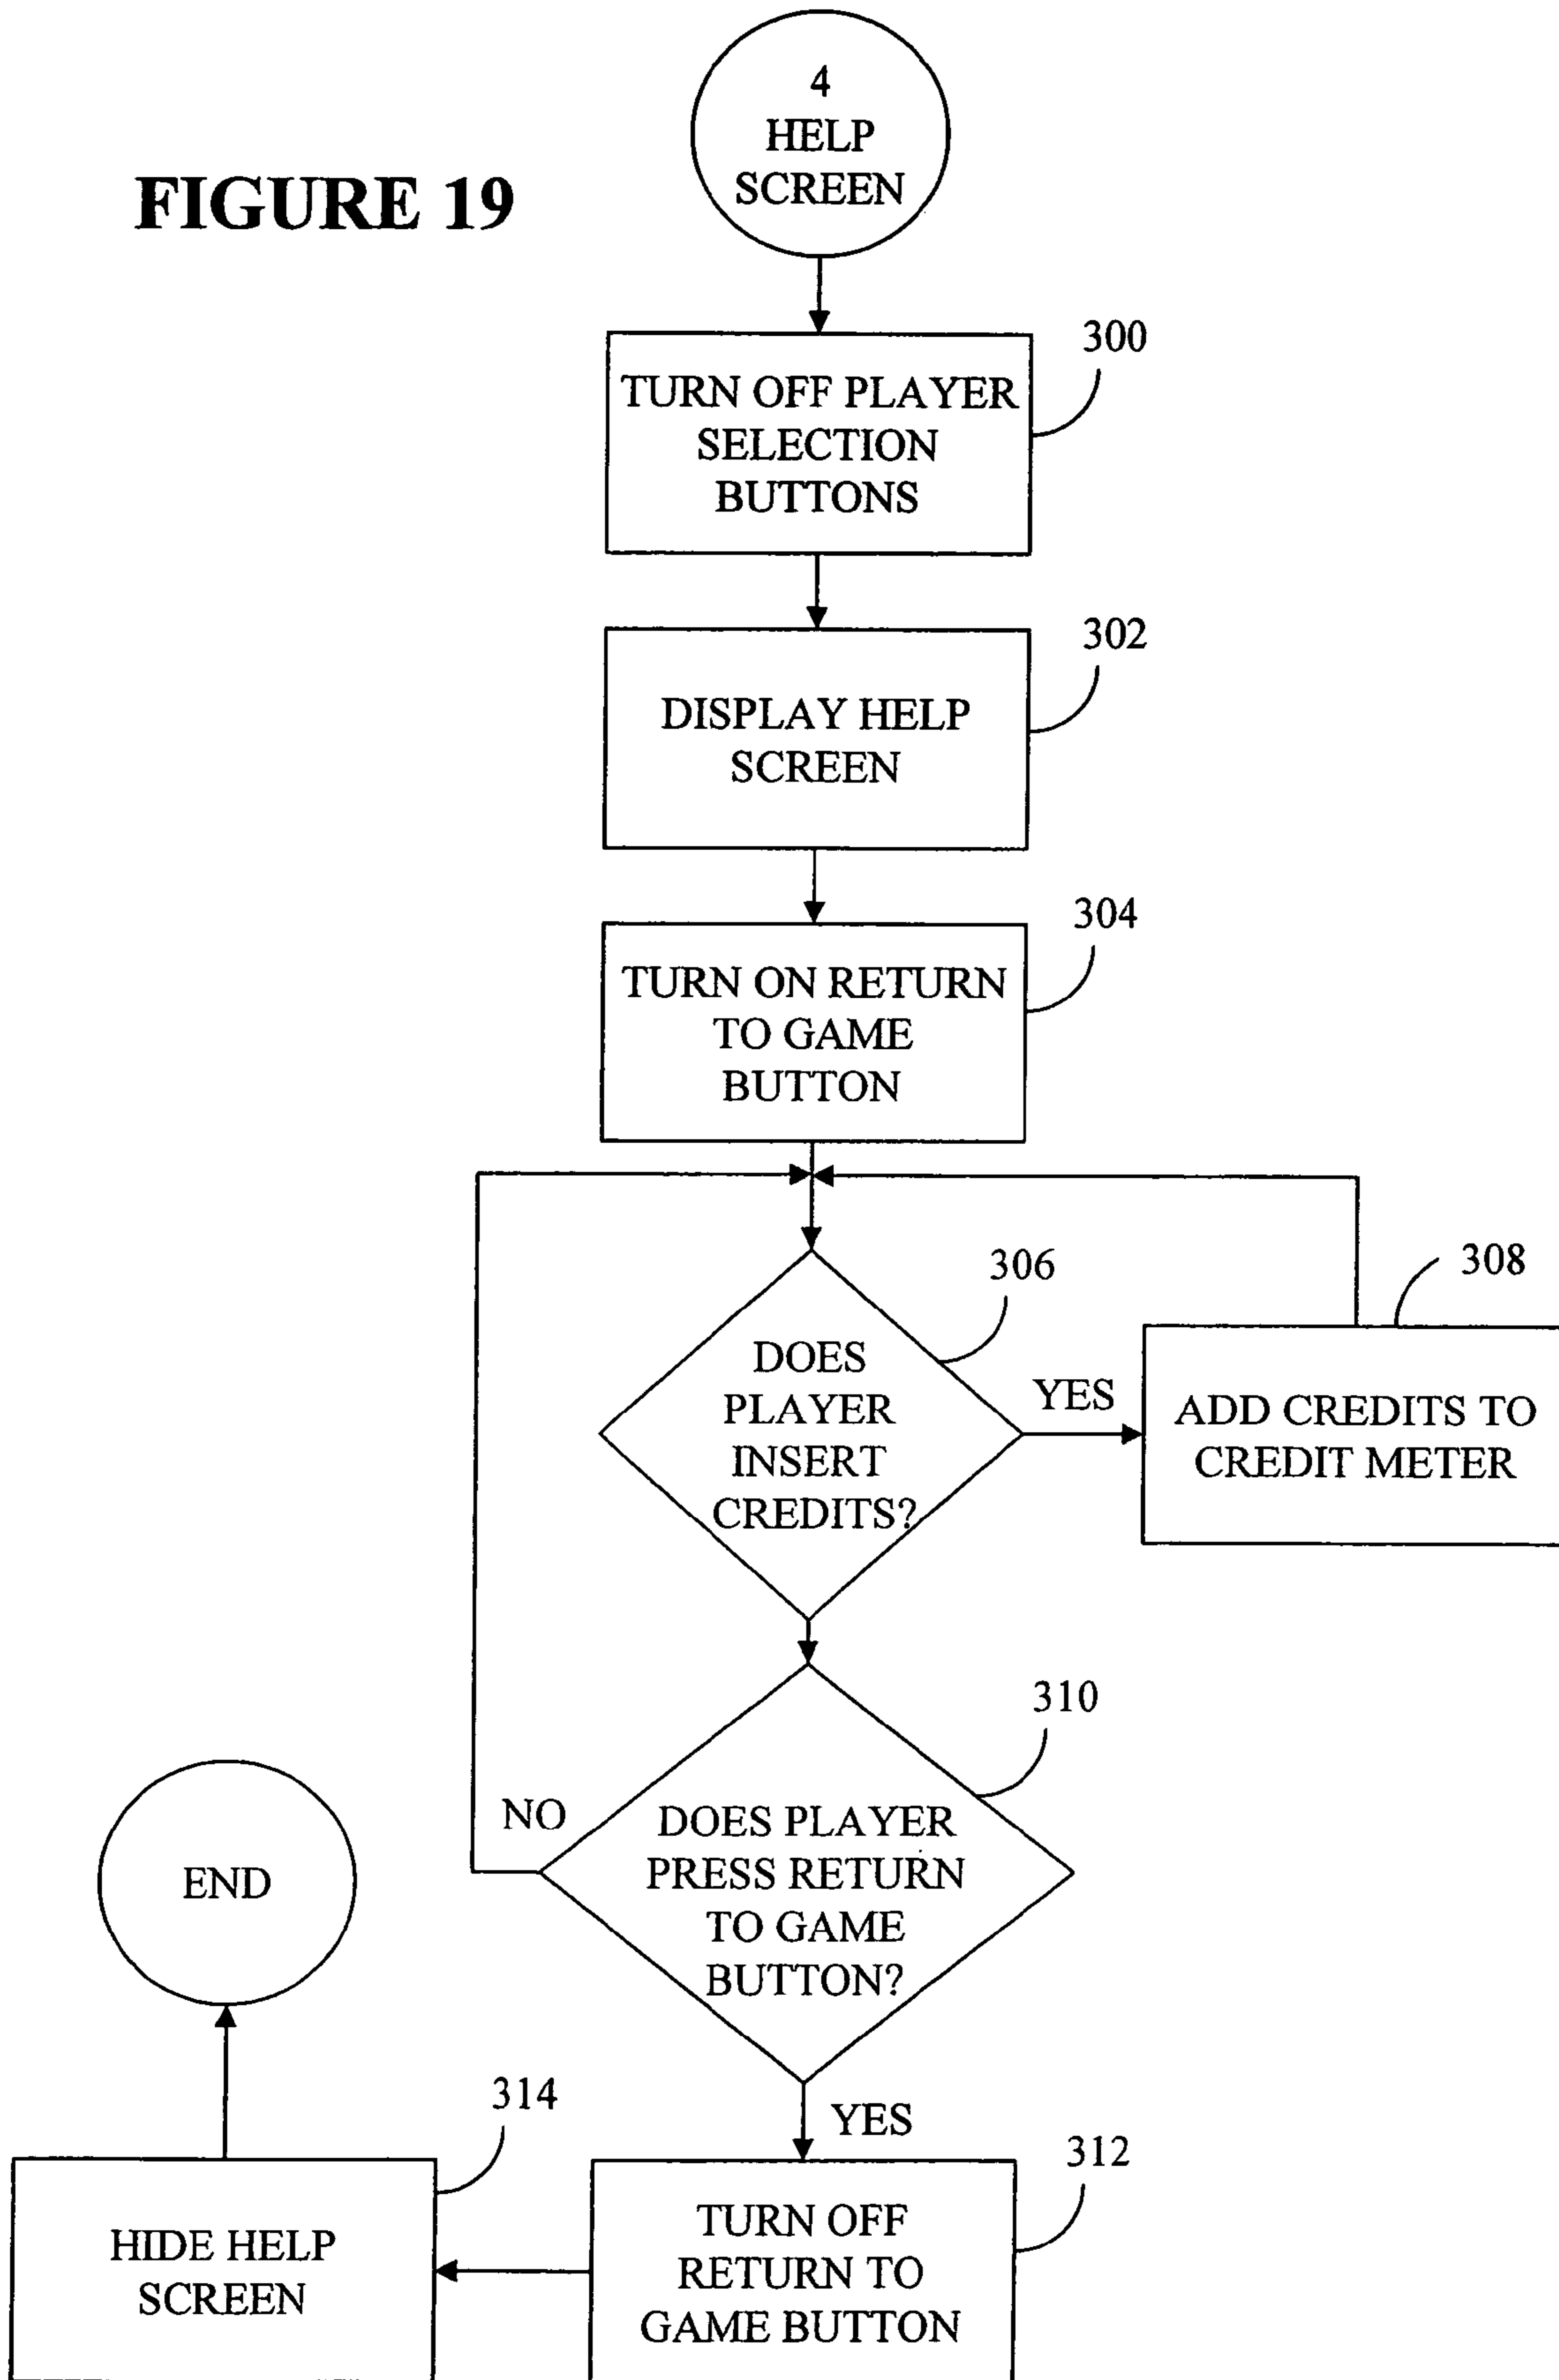 4
HELP
SCREEN
FIGURE 19
300
TURN OFF PLAYER
SELECTION
BUTTONS
302
DISPLAY HELP
SCREEN
304
TURN ON RETURN
TO GAME
BUTTON
306
DOES
PLAYER
INSERT
CREDITS?
YES
308
ADD CREDITS TO
CREDIT METER
310
NO
DOES PLAYER
PRESS RETURN
TO GAME
BUTTON?
END
YES
314
312
HIDE HELP
SCREEN
TURN OFF
RETURN TO
GAME BUTTON